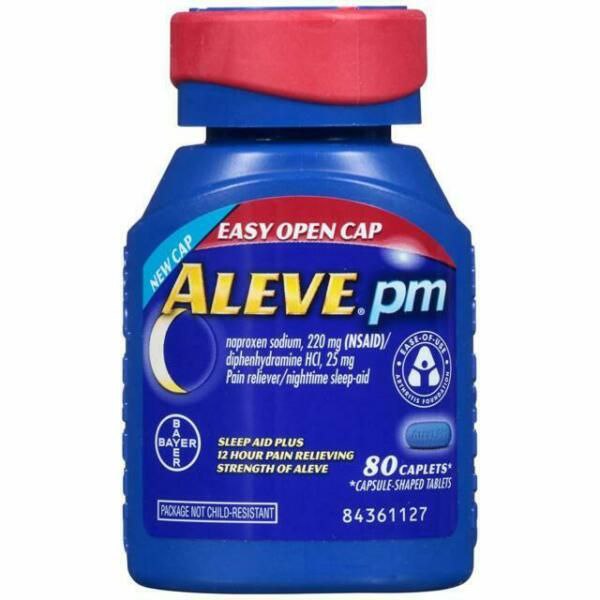 EASY OPEN CAP
NEW CAP
ALEVE® pm
naproxen sodium, 220 mg (NSAID)/
diphenhydramine HCl, 25 mg
Pain reliever/nighttime sleep-aid
EASE-OF-USE
ARTHRITIS FOUNDATION
BAYER
BAYER
SLEEP AID PLUS
12 HOUR PAIN RELIEVING
STRENGTH OF ALEVE
ALEVE
80 CAPLETS*
*CAPSULE-SHAPED TABLETS
PACKAGE NOT CHILD-RESISTANT
84361127